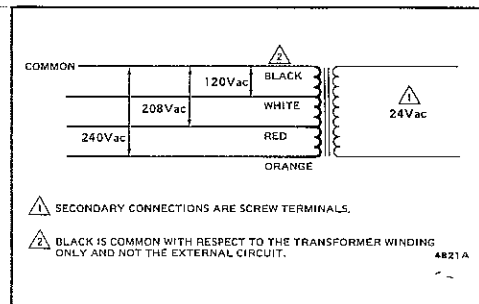 COMMON
2
BLACK
120Vac
WHITE
1
24Vac
208Vac
RED
240Vac
ORANGE
1 SECONDARY CONNECTIONS ARE SCREW TERMINALS.
2 BLACK IS COMMON WITH RESPECT TO THE TRANSFORMER WINDING
ONLY AND NOT THE EXTERNAL CIRCUIT.
4821A